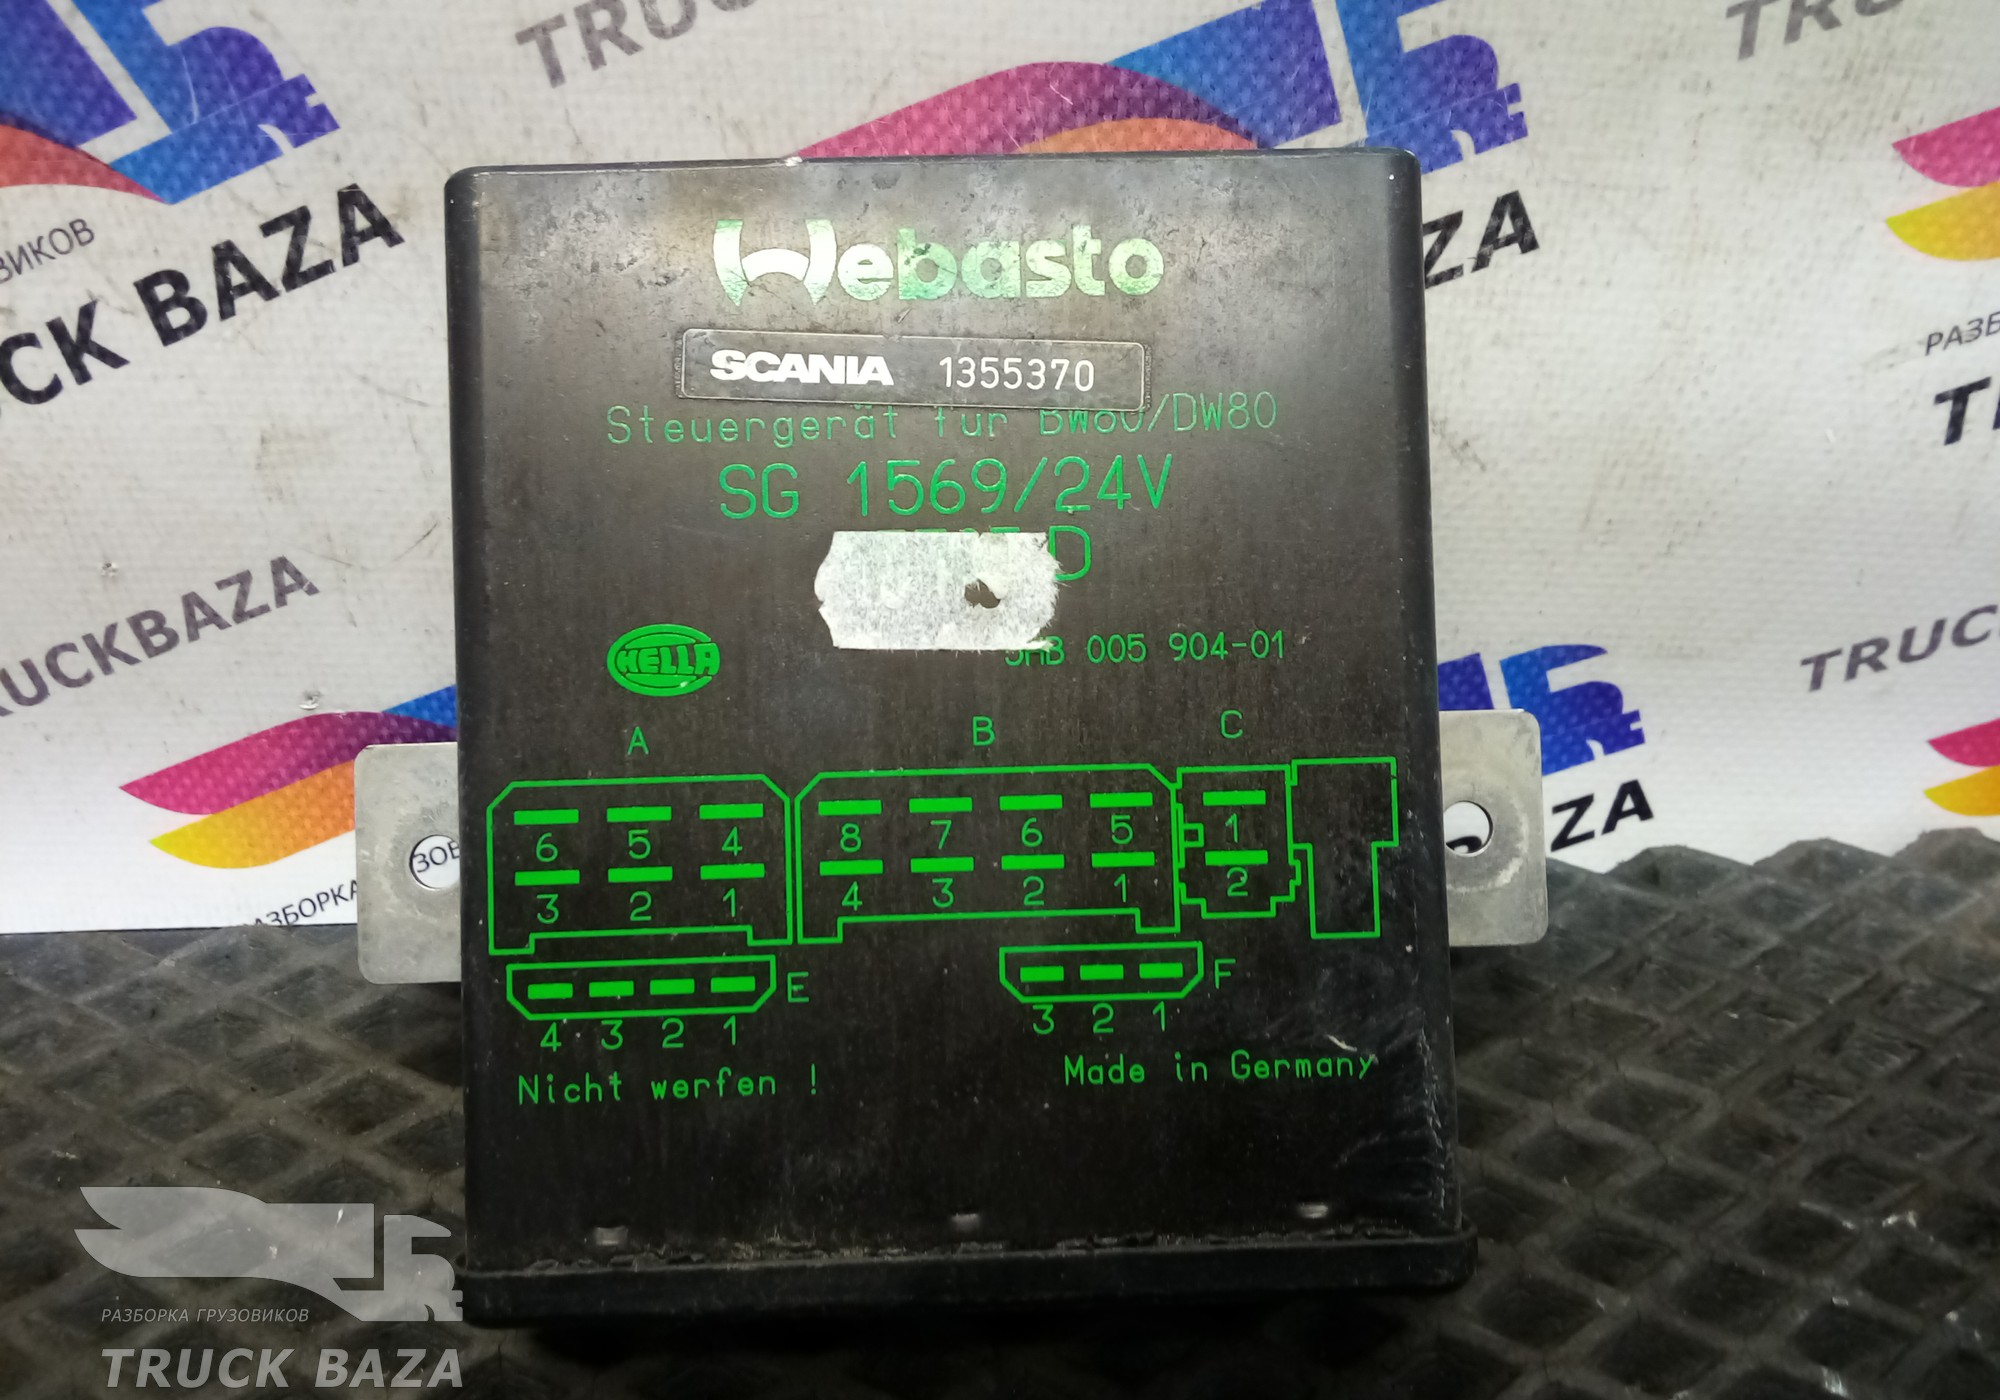 TRUCK
TRUCK BAZA
TRUCKBAZA
TRUCK
Webasto
SCANIA 1355370
Steuergerät für BW80/DW80
SG 1569/24V
D
HELLA
005 904-01
A B C
6 5 4 8 7 6 5 1
3 2 1 4 3 2 1 2
E F
4 3 2 1 3 2 1
Nicht werfen !
Made in Germany
РАЗБОРКА ГРУЗОВИКОВ
TRUCK BAZA